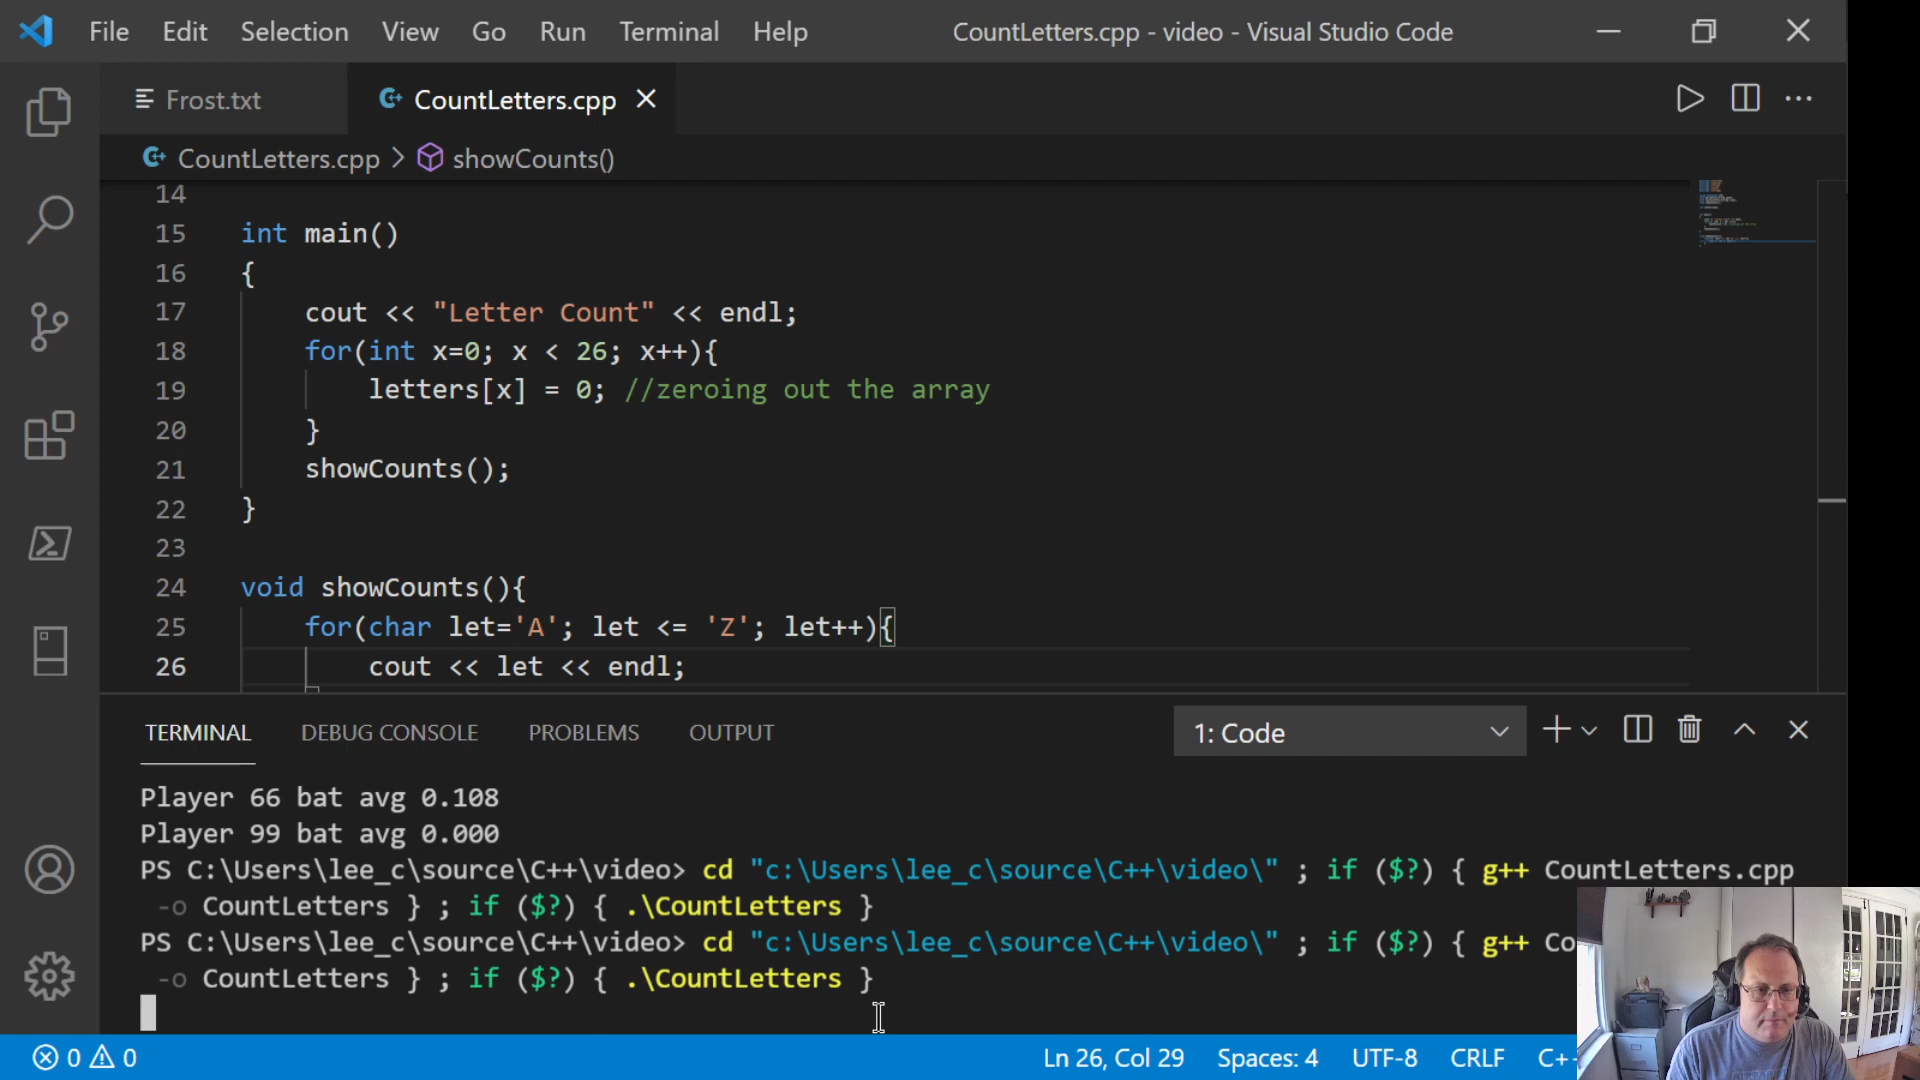 File Edit Selection View Go Run Terminal Help CountLetters.cpp - video - Visual Studio Code
Frost.txt CountLetters.cpp
CountLetters.cpp > showCounts()
14
15 int main()
16 {
17 cout << "Letter Count" << endl;
18 for(int x=0; x < 26; x++){
19 letters[x] = 0; //zeroing out the array
20 }
21 showCounts();
22 }
23
24 void showCounts(){
25 for(char let='A'; let <= 'Z'; let++){
26 cout << let << endl;
TERMINAL DEBUG CONSOLE PROBLEMS OUTPUT 1: Code
Player 66 bat avg 0.108
Player 99 bat avg 0.000
PS C:\Users\lee_c\source\C++\video> cd "c:\Users\lee_c\source\C++\video\" ; if ($?) { g++ CountLetters.cpp
-o CountLetters } ; if ($?) { .\CountLetters }
PS C:\Users\lee_c\source\C++\video> cd "c:\Users\lee_c\source\C++\video\" ; if ($?) { g++ Co
-o CountLetters } ; if ($?) { .\CountLetters }
0 0 Ln 26, Col 29 Spaces: 4 UTF-8 CRLF C++